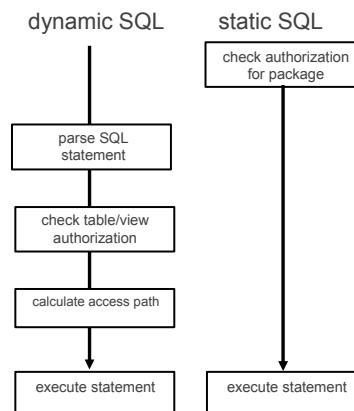 dynamic SQL
static SQL
check authorization
for package
parse SQL
statement
check table/view
authorization
calculate access path
execute statement
execute statement